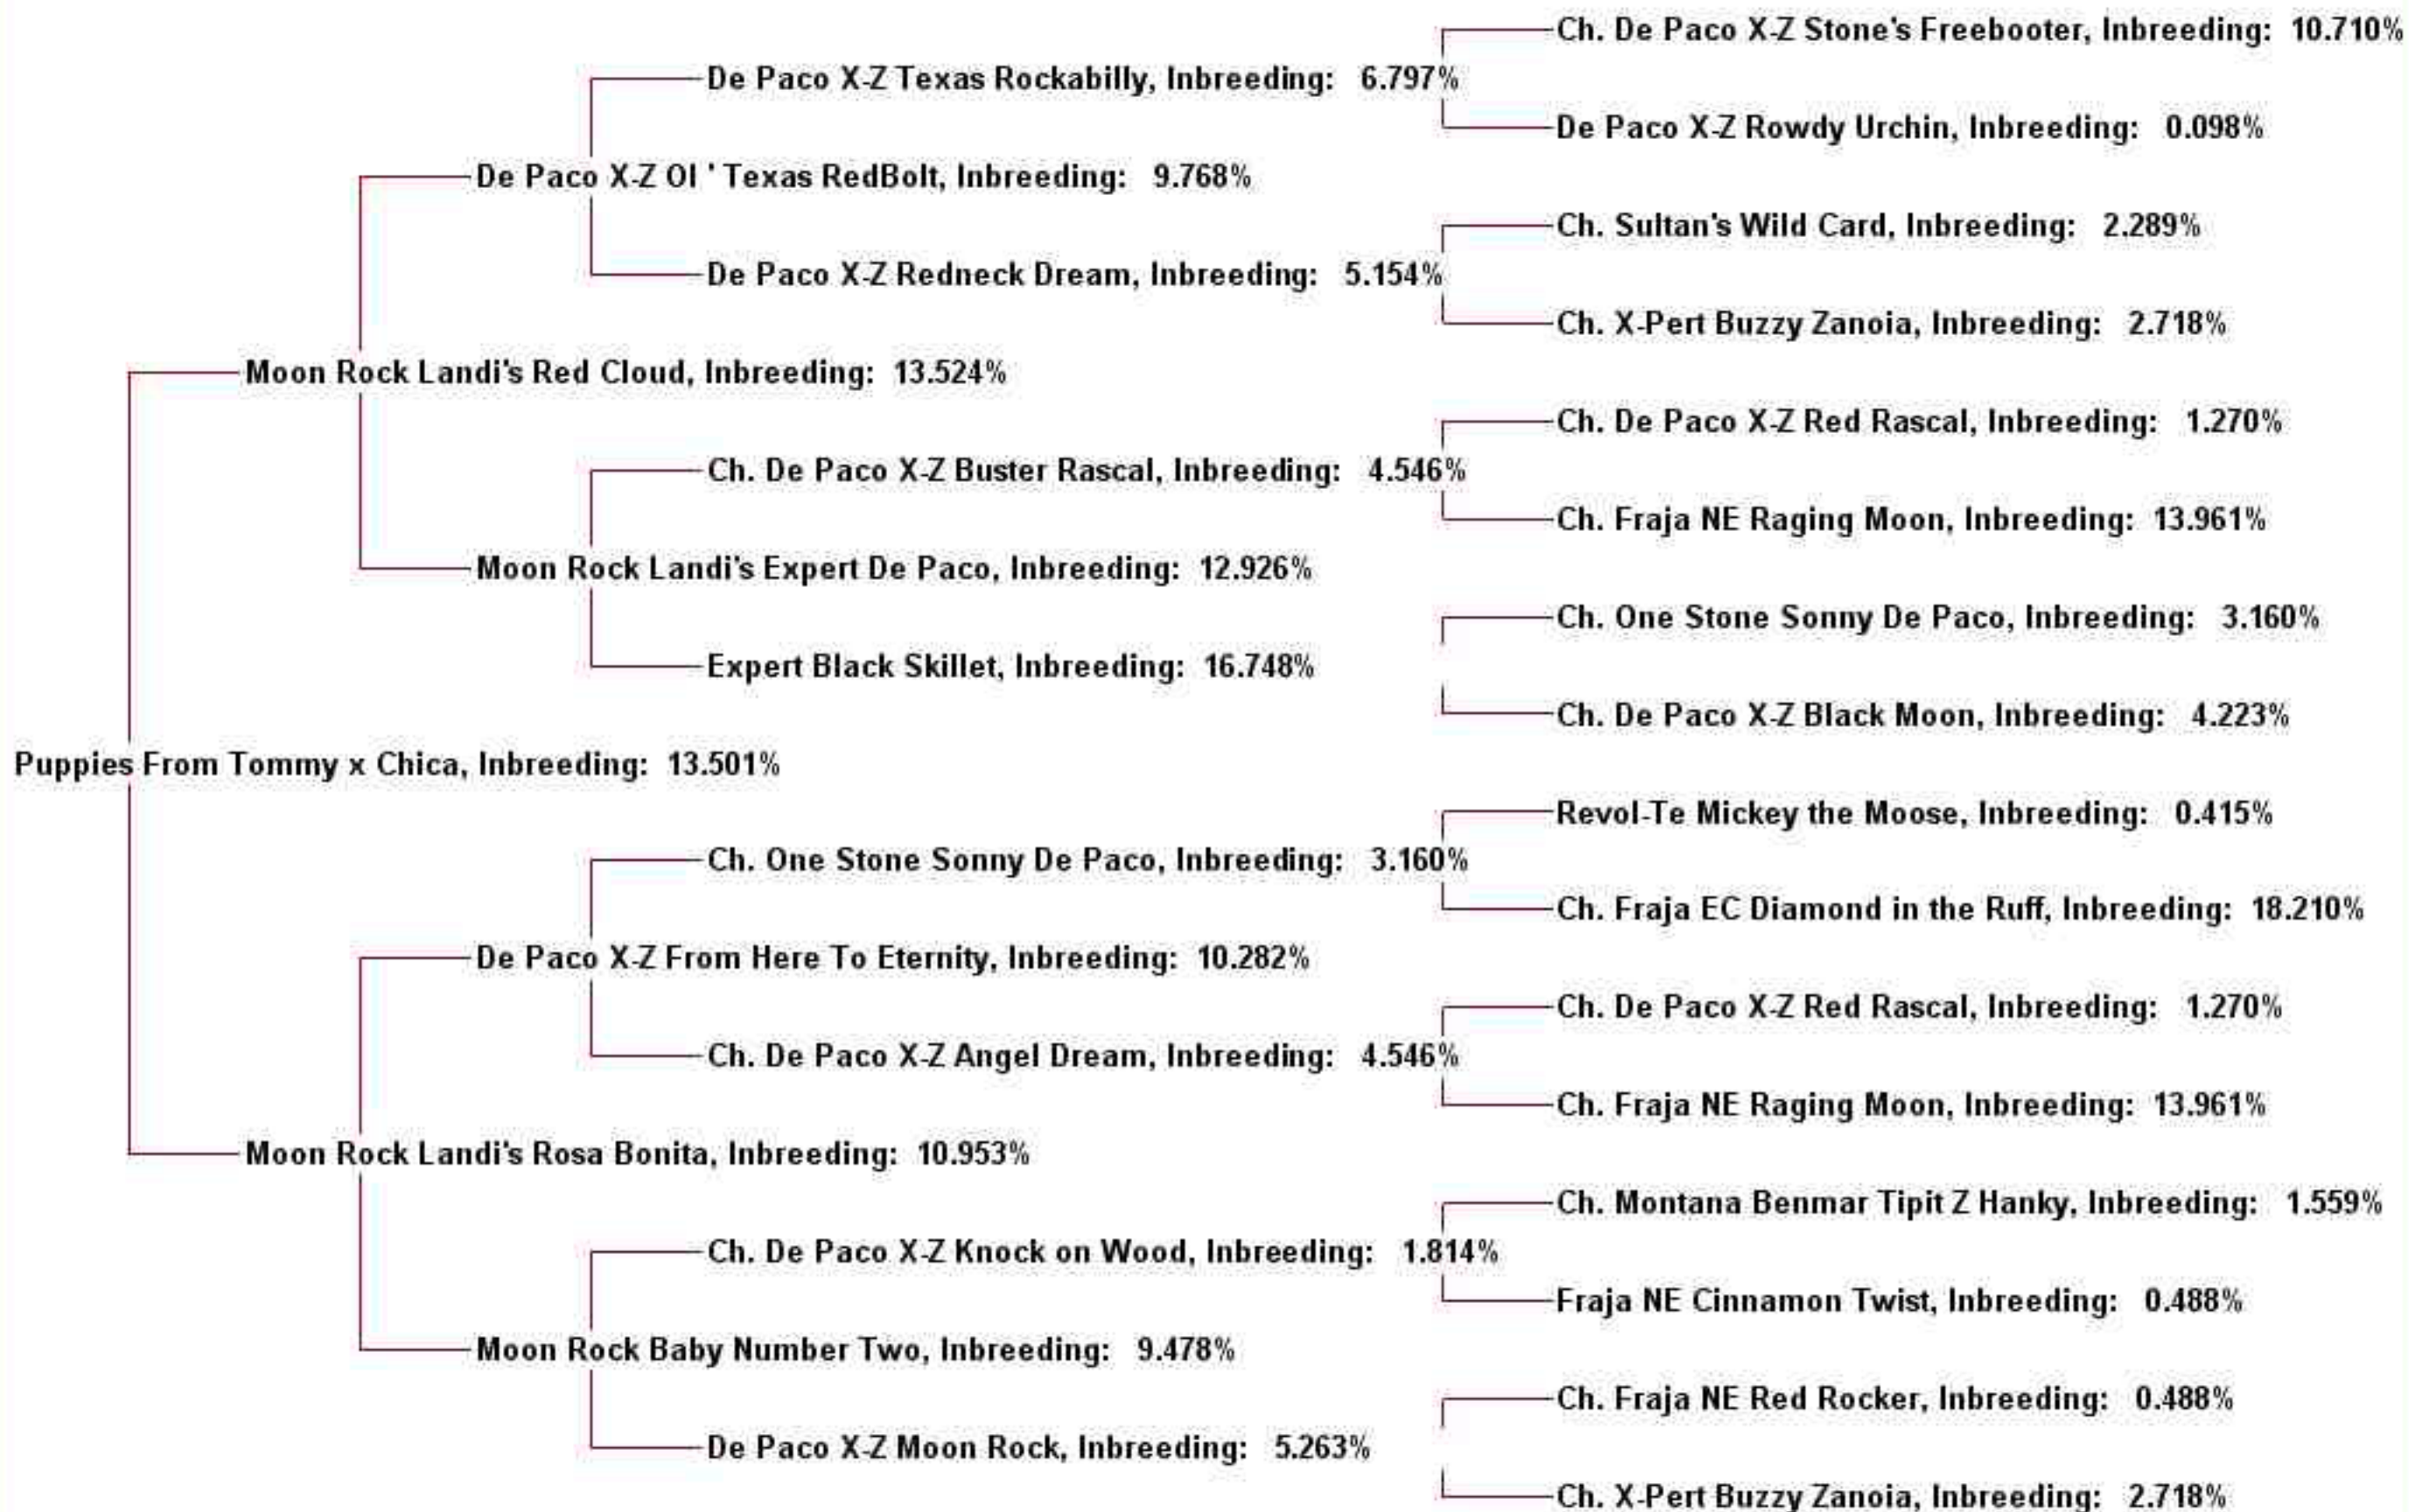 Ch. De Paco X-Z Stone's Freebooter, Inbreeding: 10.710%
De Paco X-Z Texas Rockabilly, Inbreeding: 6.797%
De Paco X-Z Rowdy Urchin, Inbreeding: 0.098%
De Paco X-Z Ol ' Texas RedBolt, Inbreeding: 9.768%
Ch. Sultan's Wild Card, Inbreeding: 2.289%
De Paco X-Z Redneck Dream, Inbreeding: 5.154%
Ch. X-Pert Buzzy Zanoia, Inbreeding: 2.718%
Moon Rock Landi's Red Cloud, Inbreeding: 13.524%
Ch. De Paco X-Z Red Rascal, Inbreeding: 1.270%
Ch. De Paco X-Z Buster Rascal, Inbreeding: 4.546%
Ch. Fraja NE Raging Moon, Inbreeding: 13.961%
Moon Rock Landi's Expert De Paco, Inbreeding: 12.926%
Ch. One Stone Sonny De Paco, Inbreeding: 3.160%
Expert Black Skillet, Inbreeding: 16.748%
Ch. De Paco X-Z Black Moon, Inbreeding: 4.223%
Puppies From Tommy x Chica, Inbreeding: 13.501%
Revol-Te Mickey the Moose, Inbreeding: 0.415%
Ch. One Stone Sonny De Paco, Inbreeding: 3.160%
Ch. Fraja EC Diamond in the Ruff, Inbreeding: 18.210%
De Paco X-Z From Here To Eternity, Inbreeding: 10.282%
Ch. De Paco X-Z Red Rascal, Inbreeding: 1.270%
Ch. De Paco X-Z Angel Dream, Inbreeding: 4.546%
Ch. Fraja NE Raging Moon, Inbreeding: 13.961%
Moon Rock Landi's Rosa Bonita, Inbreeding: 10.953%
Ch. Montana Benmar Tipit Z Hanky, Inbreeding: 1.559%
Ch. De Paco X-Z Knock on Wood, Inbreeding: 1.814%
Fraja NE Cinnamon Twist, Inbreeding: 0.488%
Moon Rock Baby Number Two, Inbreeding: 9.478%
Ch. Fraja NE Red Rocker, Inbreeding: 0.488%
De Paco X-Z Moon Rock, Inbreeding: 5.263%
Ch. X-Pert Buzzy Zanoia, Inbreeding: 2.718%